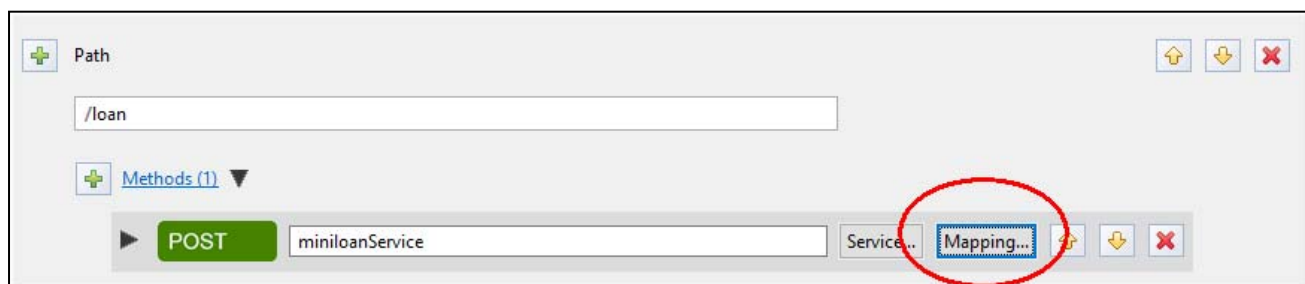 Path
/loan
Methods (1)
POST miniloanService Service... Mapping...